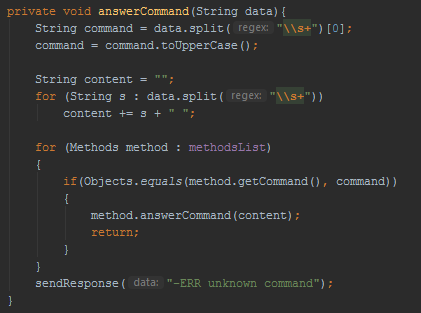 private void answerCommand(String data){
    String command = data.split( regex: "\\s+")[0];
    command = command.toUpperCase();

    String content = "";
    for (String s : data.split( regex: "\\s+"))
        content += s + " ";

    for (Methods method : methodsList)
    {
        if(Objects.equals(method.getCommand(), command))
        {
            method.answerCommand(content);
            return;
        }
    }
    sendResponse( data: "-ERR unknown command");
}